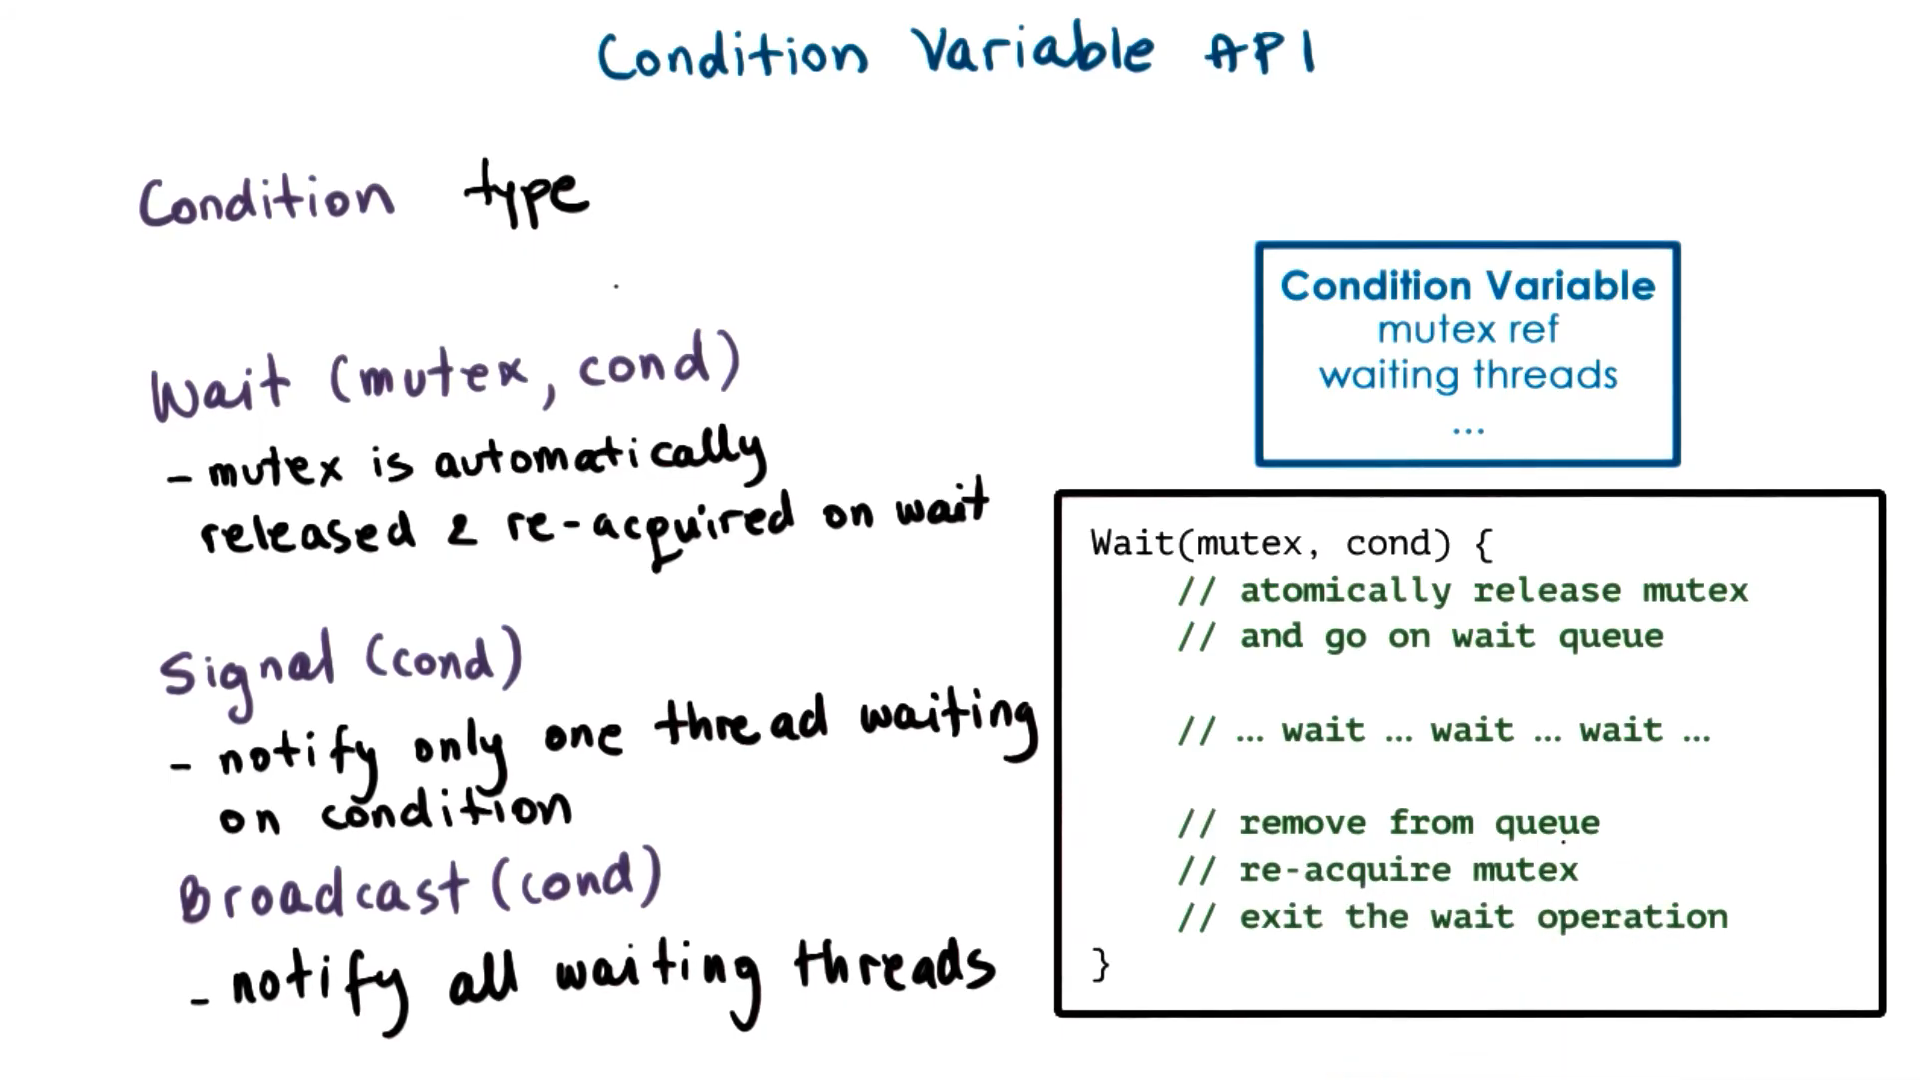 Condition Variable API
Condition type
Wait (mutex, cond)
- mutex is automatically
released & re-acquired on wait
Signal (cond)
- notify only one thread waiting
on condition
Broadcast (cond)
- notify all waiting threads
Condition Variable
mutex ref
waiting threads
...
Wait(mutex, cond) {
// atomically release mutex
// and go on wait queue
// … wait … wait … wait …
// remove from queue
// re-acquire mutex
// exit the wait operation
}